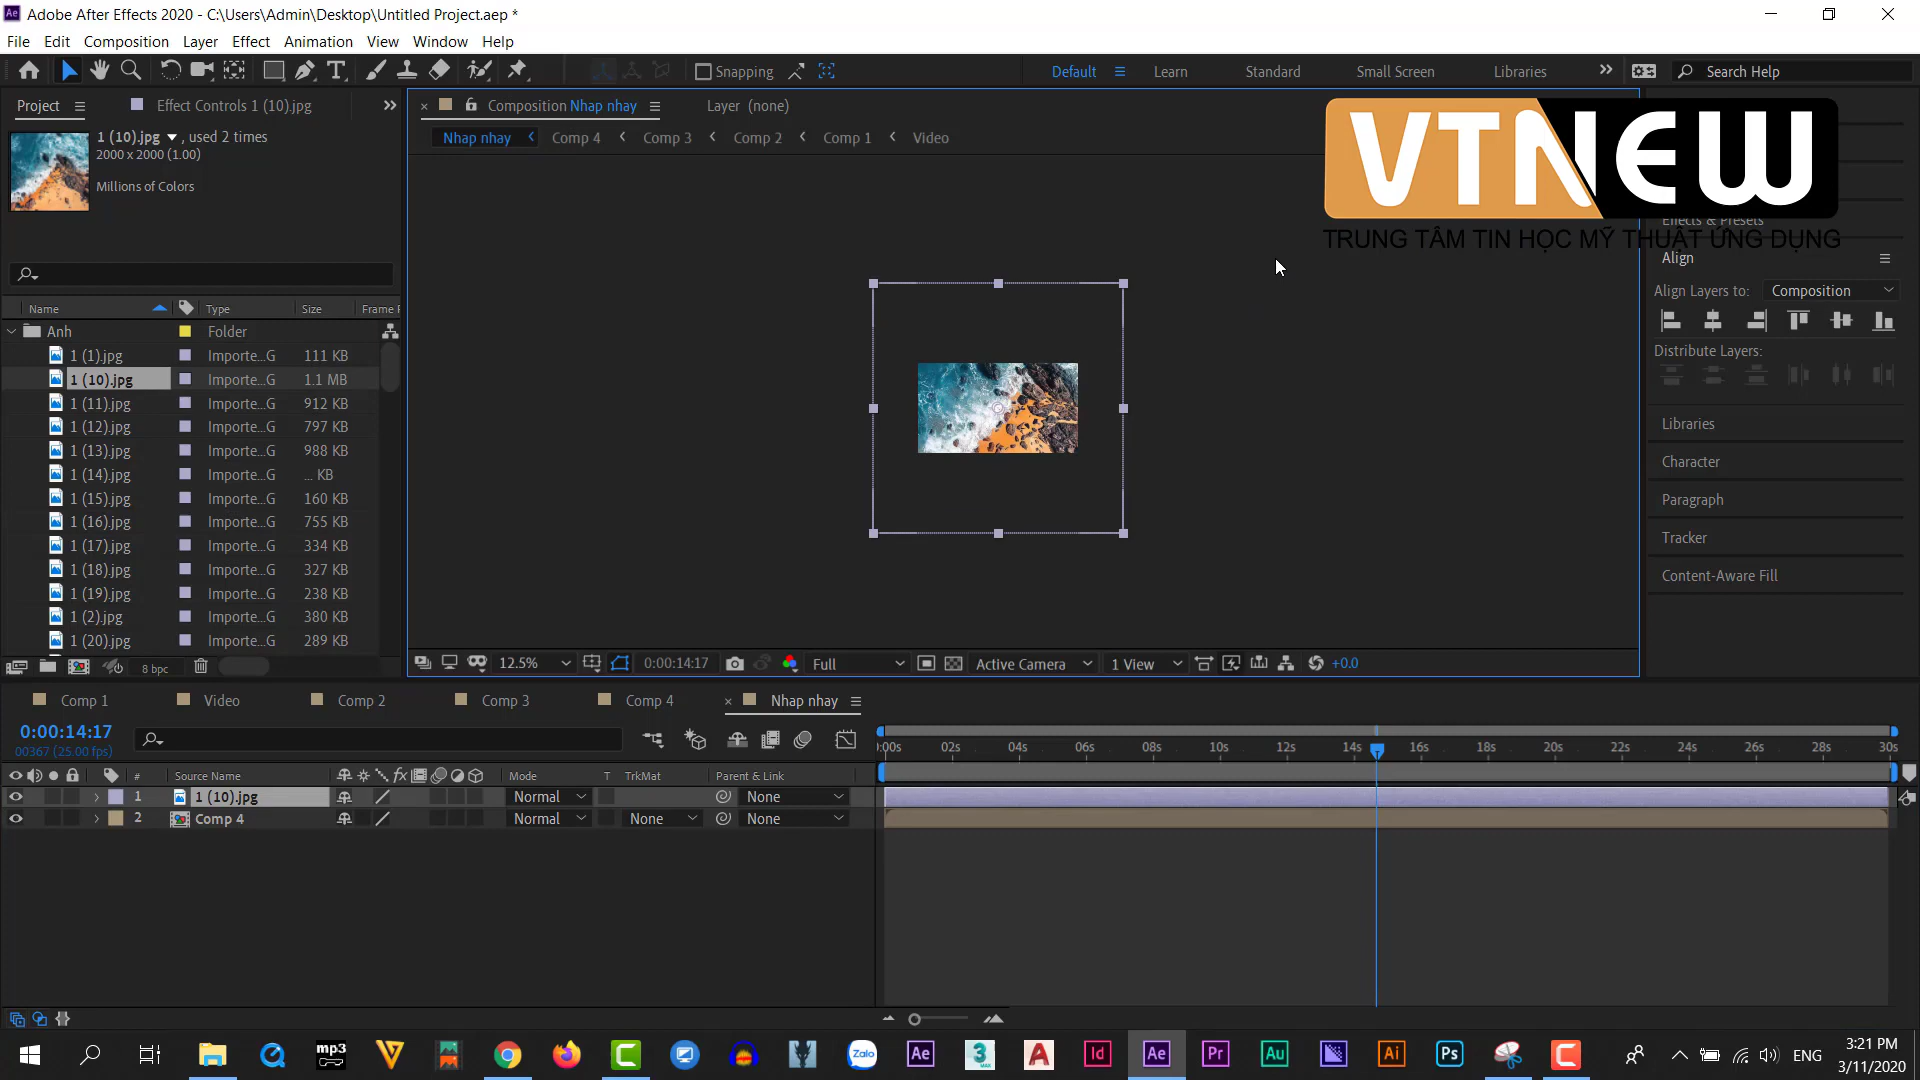 Adobe After Effects 2020 - C:\Users\Admin\Desktop\Untitled Project.aep *
File Edit Composition Layer Effect Animation View Window Help
Snapping Default Learn Standard Small Screen Libraries Search Help
Project Effect Controls 1 (10).jpg Composition Nhap nhay Layer (none)
1 (10).jpg , used 2 times
2000 x 2000 (1.00)
Millions of Colors
Nhap nhay Comp 4 Comp 3 Comp 2 Comp 1 Video
VTNEW
TRUNG TÂM TIN HỌC MỸ THUẬT ỨNG DỤNG
Effects & Presets
Align
Align Layers to: Composition
Distribute Layers:
Libraries
Character
Paragraph
Tracker
Content-Aware Fill
Name Type Size Frame
Anh Folder
1 (1).jpg Importe...G 111 KB
1 (10).jpg Importe...G 1.1 MB
1 (11).jpg Importe...G 912 KB
1 (12).jpg Importe...G 797 KB
1 (13).jpg Importe...G 988 KB
1 (14).jpg Importe...G ... KB
1 (15).jpg Importe...G 160 KB
1 (16).jpg Importe...G 755 KB
1 (17).jpg Importe...G 334 KB
1 (18).jpg Importe...G 327 KB
1 (19).jpg Importe...G 238 KB
1 (2).jpg Importe...G 380 KB
1 (20).jpg Importe...G 289 KB
8 bpc
12.5% 0:00:14:17 Full Active Camera 1 View +0.0
Comp 1 Video Comp 2 Comp 3 Comp 4 Nhap nhay
0:00:14:17
00367 (25.00 fps)
:00s 02s 04s 06s 08s 10s 12s 14s 16s 18s 20s 22s 24s 26s 28s 30s
# Source Name Mode T TrkMat Parent & Link
1 1 (10).jpg Normal None
2 Comp 4 Normal None None
mp3 Zalo Ae 3 MAX A Id Ae Pr Au Ai Ps ENG
3:21 PM
3/11/2020